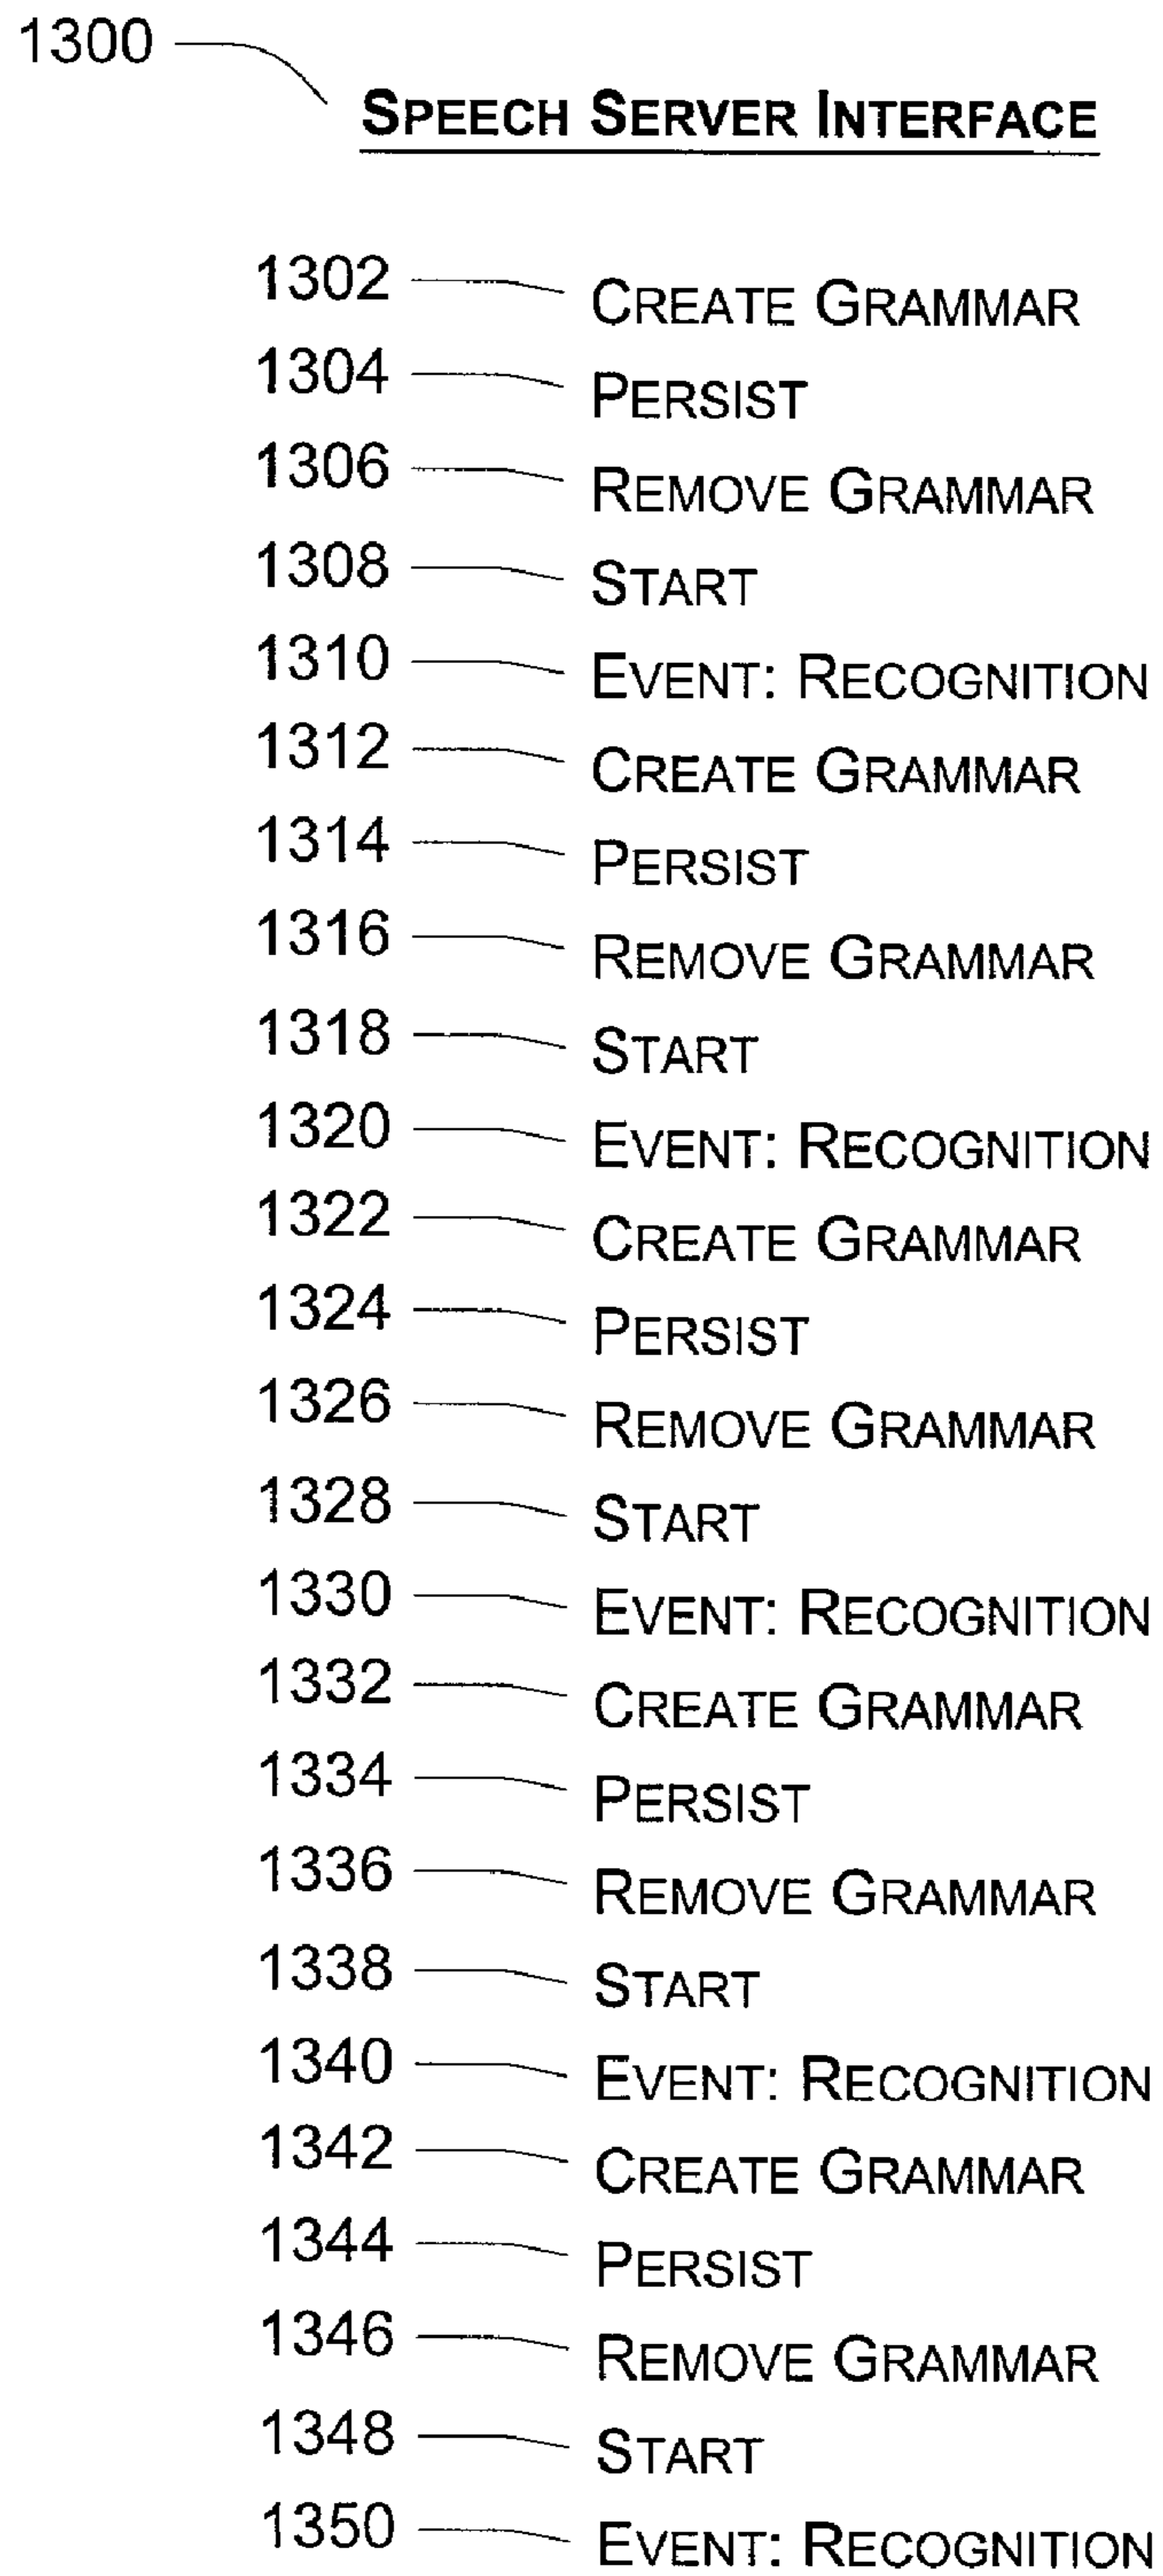 1300
SPEECH SERVER INTERFACE
1302 CREATE GRAMMAR
1304 PERSIST
1306 REMOVE GRAMMAR
1308 START
1310 EVENT: RECOGNITION
1312 CREATE GRAMMAR
1314 PERSIST
1316 REMOVE GRAMMAR
1318 START
1320 EVENT: RECOGNITION
1322 CREATE GRAMMAR
1324 PERSIST
1326 REMOVE GRAMMAR
1328 START
1330 EVENT: RECOGNITION
1332 CREATE GRAMMAR
1334 PERSIST
1336 REMOVE GRAMMAR
1338 START
1340 EVENT: RECOGNITION
1342 CREATE GRAMMAR
1344 PERSIST
1346 REMOVE GRAMMAR
1348 START
1350 EVENT: RECOGNITION